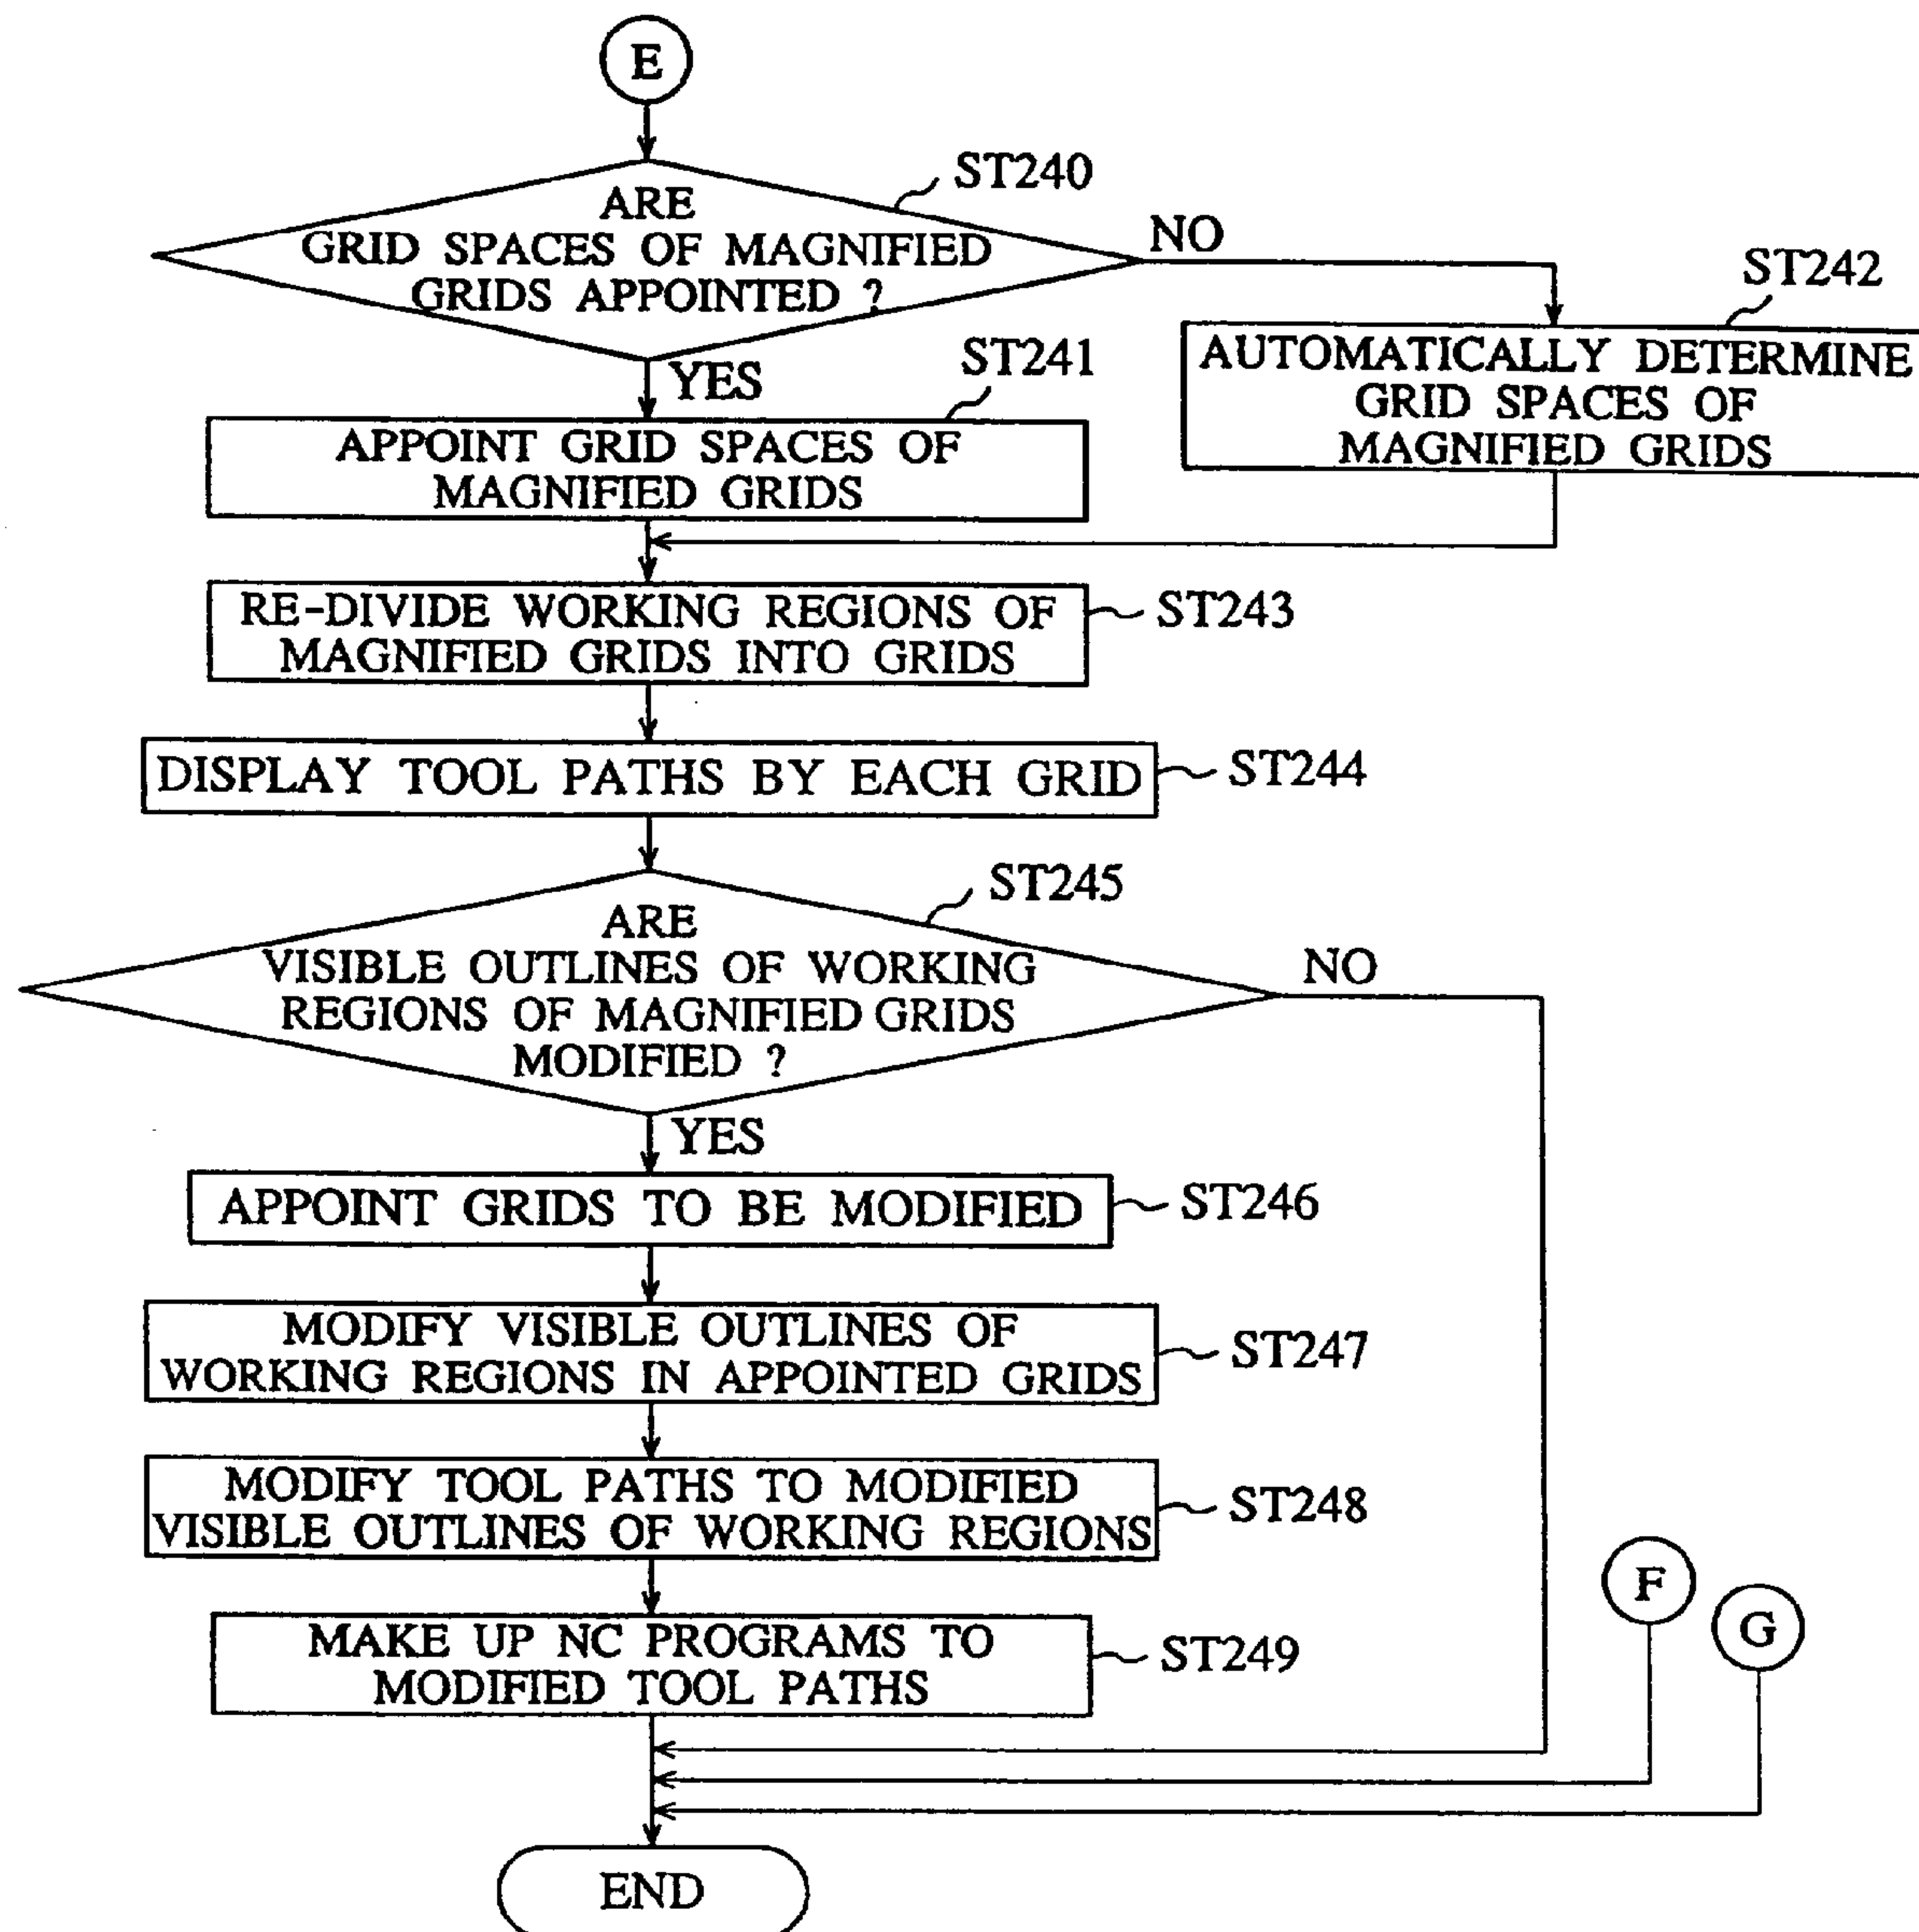 E
ST240
ARE
GRID SPACES OF MAGNIFIED
GRIDS APPOINTED ?
NO
YES
ST242
AUTOMATICALLY DETERMINE
GRID SPACES OF
MAGNIFIED GRIDS
ST241
APPOINT GRID SPACES OF
MAGNIFIED GRIDS
RE-DIVIDE WORKING REGIONS OF
MAGNIFIED GRIDS INTO GRIDS
ST243
DISPLAY TOOL PATHS BY EACH GRID
ST244
ST245
ARE
VISIBLE OUTLINES OF WORKING
REGIONS OF MAGNIFIED GRIDS
MODIFIED ?
NO
YES
APPOINT GRIDS TO BE MODIFIED
ST246
MODIFY VISIBLE OUTLINES OF
WORKING REGIONS IN APPOINTED GRIDS
ST247
MODIFY TOOL PATHS TO MODIFIED
VISIBLE OUTLINES OF WORKING REGIONS
ST248
F
G
MAKE UP NC PROGRAMS TO
MODIFIED TOOL PATHS
ST249
END